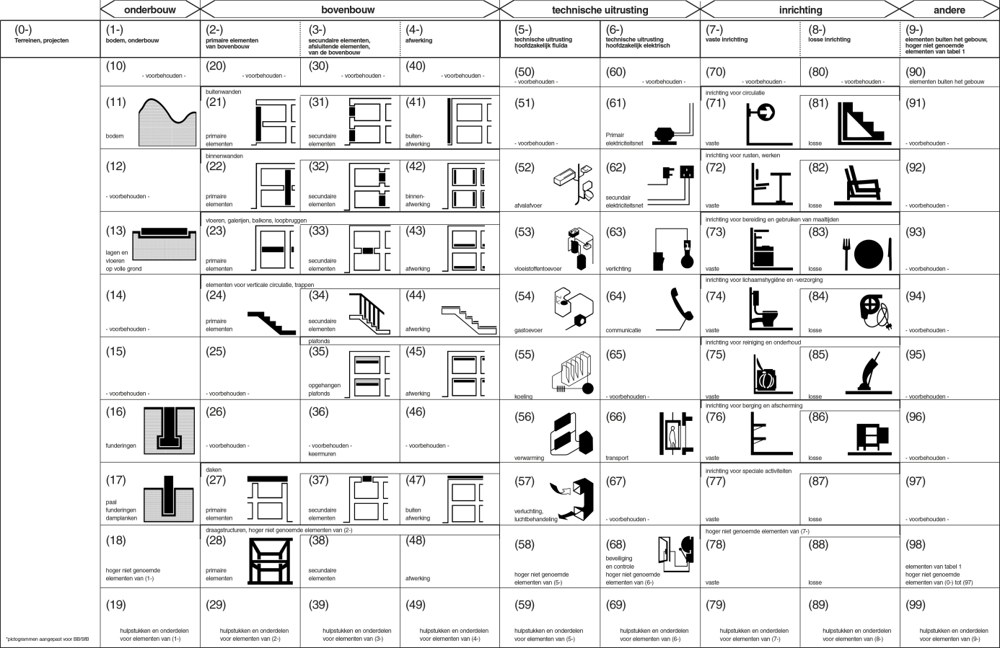 onderbouw
bovenbouw
technische uitrusting
inrichting
andere
(0-)
Terreinen, projecten
(1-)
bodem, onderbouw
(2-)
primaire elementen
van bovenbouw
(3-)
secundaire elementen,
afsluitende elementen,
van de bovenbouw
(4-)
afwerking
(5-)
technische uitrusting
hoofdzakelijk fluïda
(6-)
technische uitrusting
hoofdzakelijk elektrisch
(7-)
vaste inrichting
(8-)
losse inrichting
(9-)
elementen buiten het gebouw,
hoger niet genoemde
elementen van tabel 1
(10)
- voorbehouden -
(20)
- voorbehouden -
(30)
- voorbehouden -
(40)
- voorbehouden -
(50)
- voorbehouden -
(60)
- voorbehouden -
(70)
- voorbehouden -
(80)
- voorbehouden -
(90)
elementen buiten het gebouw
(11)
bodem
buitenwanden
(21)
primaire
elementen
(31)
secundaire
elementen
(41)
buiten-
afwerking
(51)
- voorbehouden -
(61)
Primair
elektriciteitsnet
inrichting voor circulatie
(71)
vaste
(81)
losse
(91)
- voorbehouden -
(12)
- voorbehouden -
binnenwanden
(22)
primaire
elementen
(32)
secundaire
elementen
(42)
binnen-
afwerking
(52)
afvalafvoer
(62)
secundair
elektriciteitsnet
inrichting voor rusten, werken
(72)
vaste
(82)
losse
(92)
- voorbehouden -
(13)
lagen en
vloeren
op volle grond
vloeren, galerijen, balkons, loopbruggen
(23)
primaire
elementen
(33)
secundaire
elementen
(43)
afwerking
(53)
vloeistoffentoevoer
(63)
verlichting
inrichting voor bereiding en gebruiken van maaltijden
(73)
vaste
(83)
losse
(93)
- voorbehouden -
(14)
- voorbehouden -
elementen voor verticale circulatie, trappen
(24)
primaire
elementen
(34)
secundaire
elementen
(44)
afwerking
(54)
gastoevoer
(64)
communicatie
inrichting voor lichaamshygiëne en -verzorging
(74)
vaste
(84)
losse
(94)
- voorbehouden -
(15)
- voorbehouden -
(25)
- voorbehouden -
plafonds
(35)
opgehangen
plafonds
(45)
afwerking
(55)
koeling
(65)
- voorbehouden -
inrichting voor reiniging en onderhoud
(75)
vaste
(85)
losse
(95)
- voorbehouden -
(16)
funderingen
(26)
- voorbehouden -
(36)
- voorbehouden -
keermuren
(46)
- voorbehouden -
(56)
verwarming
(66)
transport
inrichting voor berging en afscherming
(76)
vaste
(86)
losse
(96)
- voorbehouden -
(17)
paal
funderingen
damplanken
daken
(27)
primaire
elementen
(37)
secundaire
elementen
(47)
buiten
afwerking
(57)
verluchting,
luchtbehandeling
(67)
- voorbehouden -
inrichting voor speciale activiteiten
(77)
vaste
(87)
losse
(97)
- voorbehouden -
(18)
hoger niet genoemde
elementen van (1-)
draagstructuren, hoger niet genoemde elementen van (2-)
(28)
primaire
elementen
(38)
secundaire
elementen
(48)
afwerking
(58)
hoger niet genoemde
elementen van (5-)
(68)
beveiliging
en controle
hoger niet genoemde
elementen van (6-)
hoger niet genoemde elementen van (7-)
(78)
vaste
(88)
losse
(98)
elementen van tabel 1
hoger niet genoemde
elementen van (0-) tot (97)
*pictogrammen aangepast voor BB/SfB
(19)
hulpstukken en onderdelen
voor elementen van (1-)
(29)
hulpstukken en onderdelen
voor elementen van (2-)
(39)
hulpstukken en onderdelen
voor elementen van (3-)
(49)
hulpstukken en onderdelen
voor elementen van (4-)
(59)
hulpstukken en onderdelen
voor elementen van (5-)
(69)
hulpstukken en onderdelen
voor elementen van (6-)
(79)
hulpstukken en onderdelen
voor elementen van (7-)
(89)
hulpstukken en onderdelen
voor elementen van (8-)
(99)
hulpstukken en onderdelen
voor elementen van (9-)